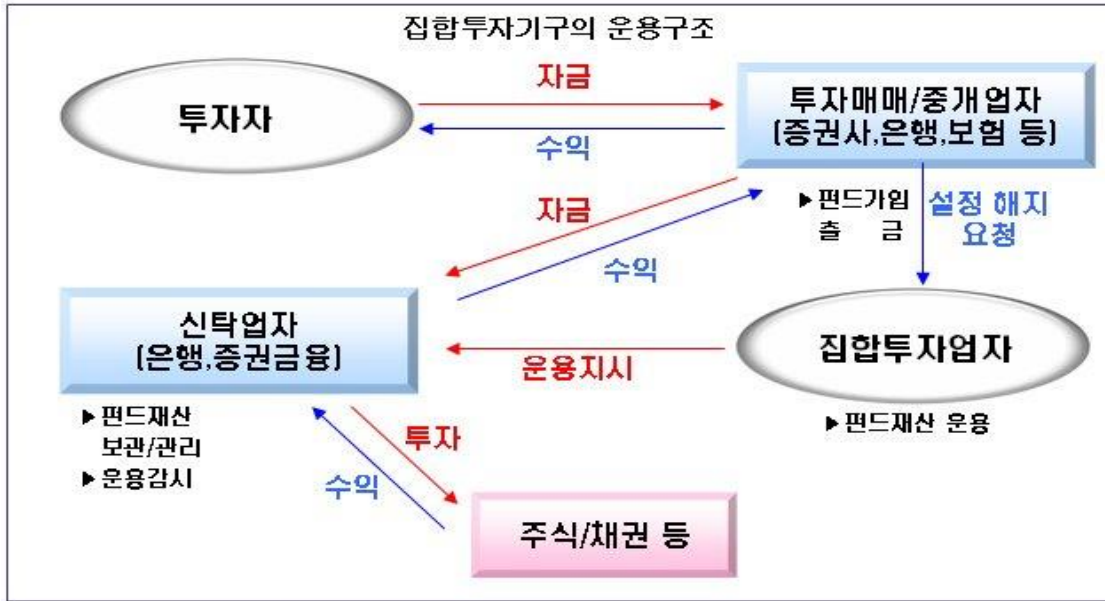 집합투자기구의 운용구조
투자자
자금
수익
투자매매/중개업자
(증권사,은행,보험 등)
자금
수익
▶펀드가입
출 금
설정 해지
요청
신탁업자
(은행,증권금융)
운용지시
집합투자업자
▶펀드재산
보관/관리
▶운용감시
▶펀드재산 운용
투자
수익
주식/채권 등